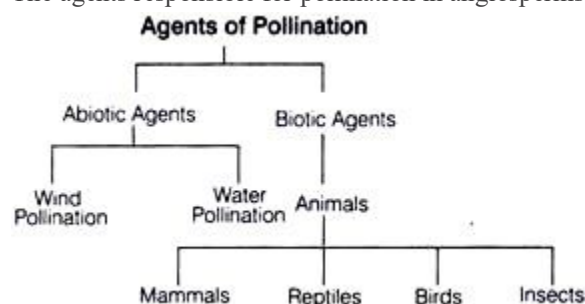 Agents of Pollination
Abiotic Agents
Biotic Agents
Wind
Pollination
Water
Pollination
Animals
Mammals
Reptiles
Birds
Insects